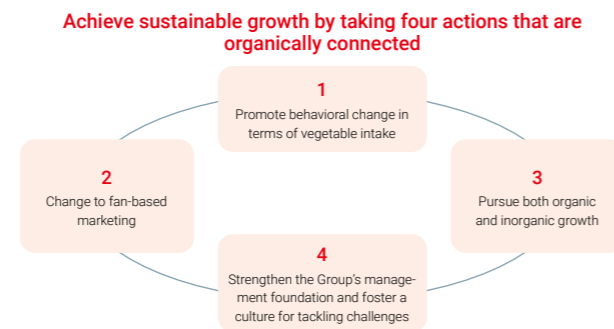 Achieve sustainable growth by taking four actions that are
organically connected
1
Promote behavioral change in
terms of vegetable intake
2
Change to fan-based
marketing
3
Pursue both organic
and inorganic growth
4
Strengthen the Group's manage-
ment foundation and foster a
culture for tackling challenges